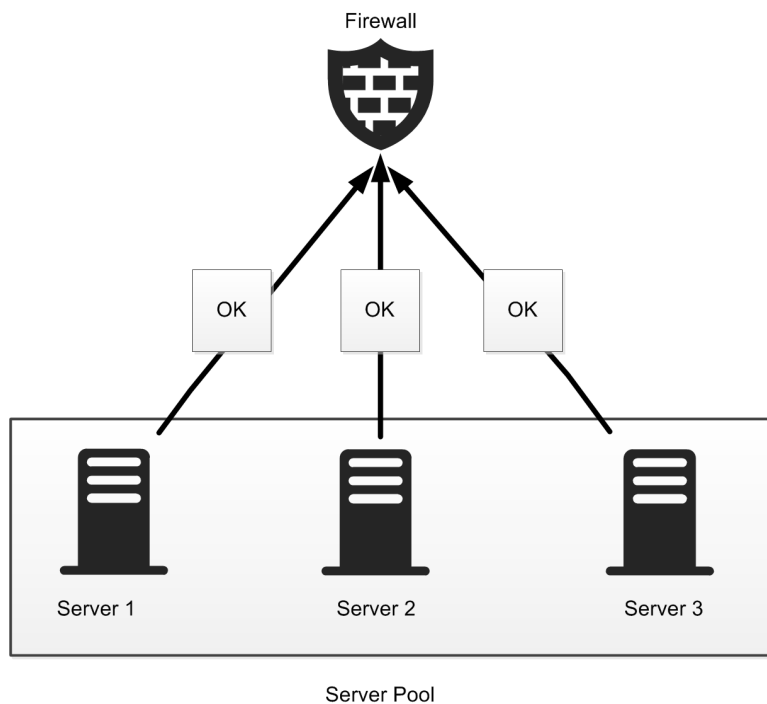 Firewall
OK
OK
OK
Server 1
Server 2
Server 3
Server Pool